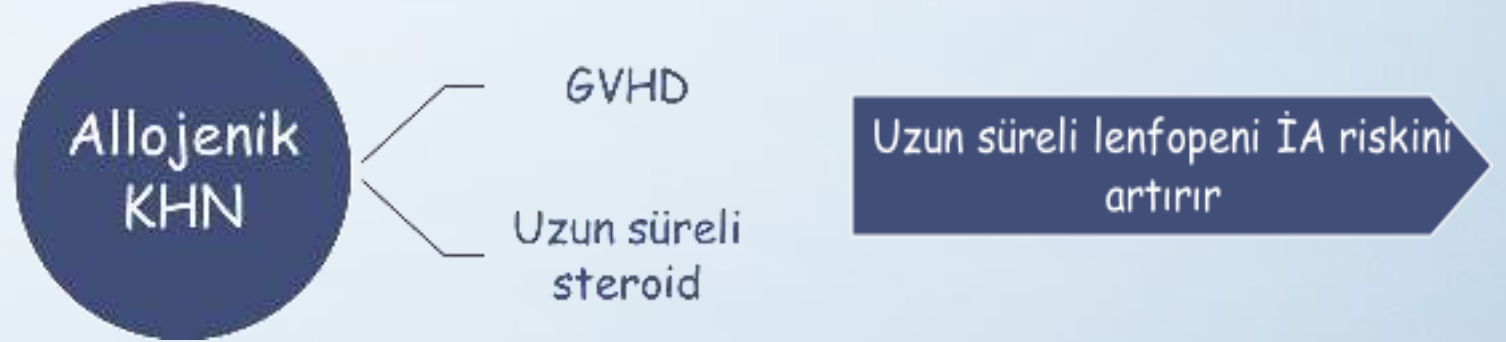 Allojenik
KHN
GVHD
Uzun süreli
steroid
Uzun süreli lenfopeni İA riskini
artırır